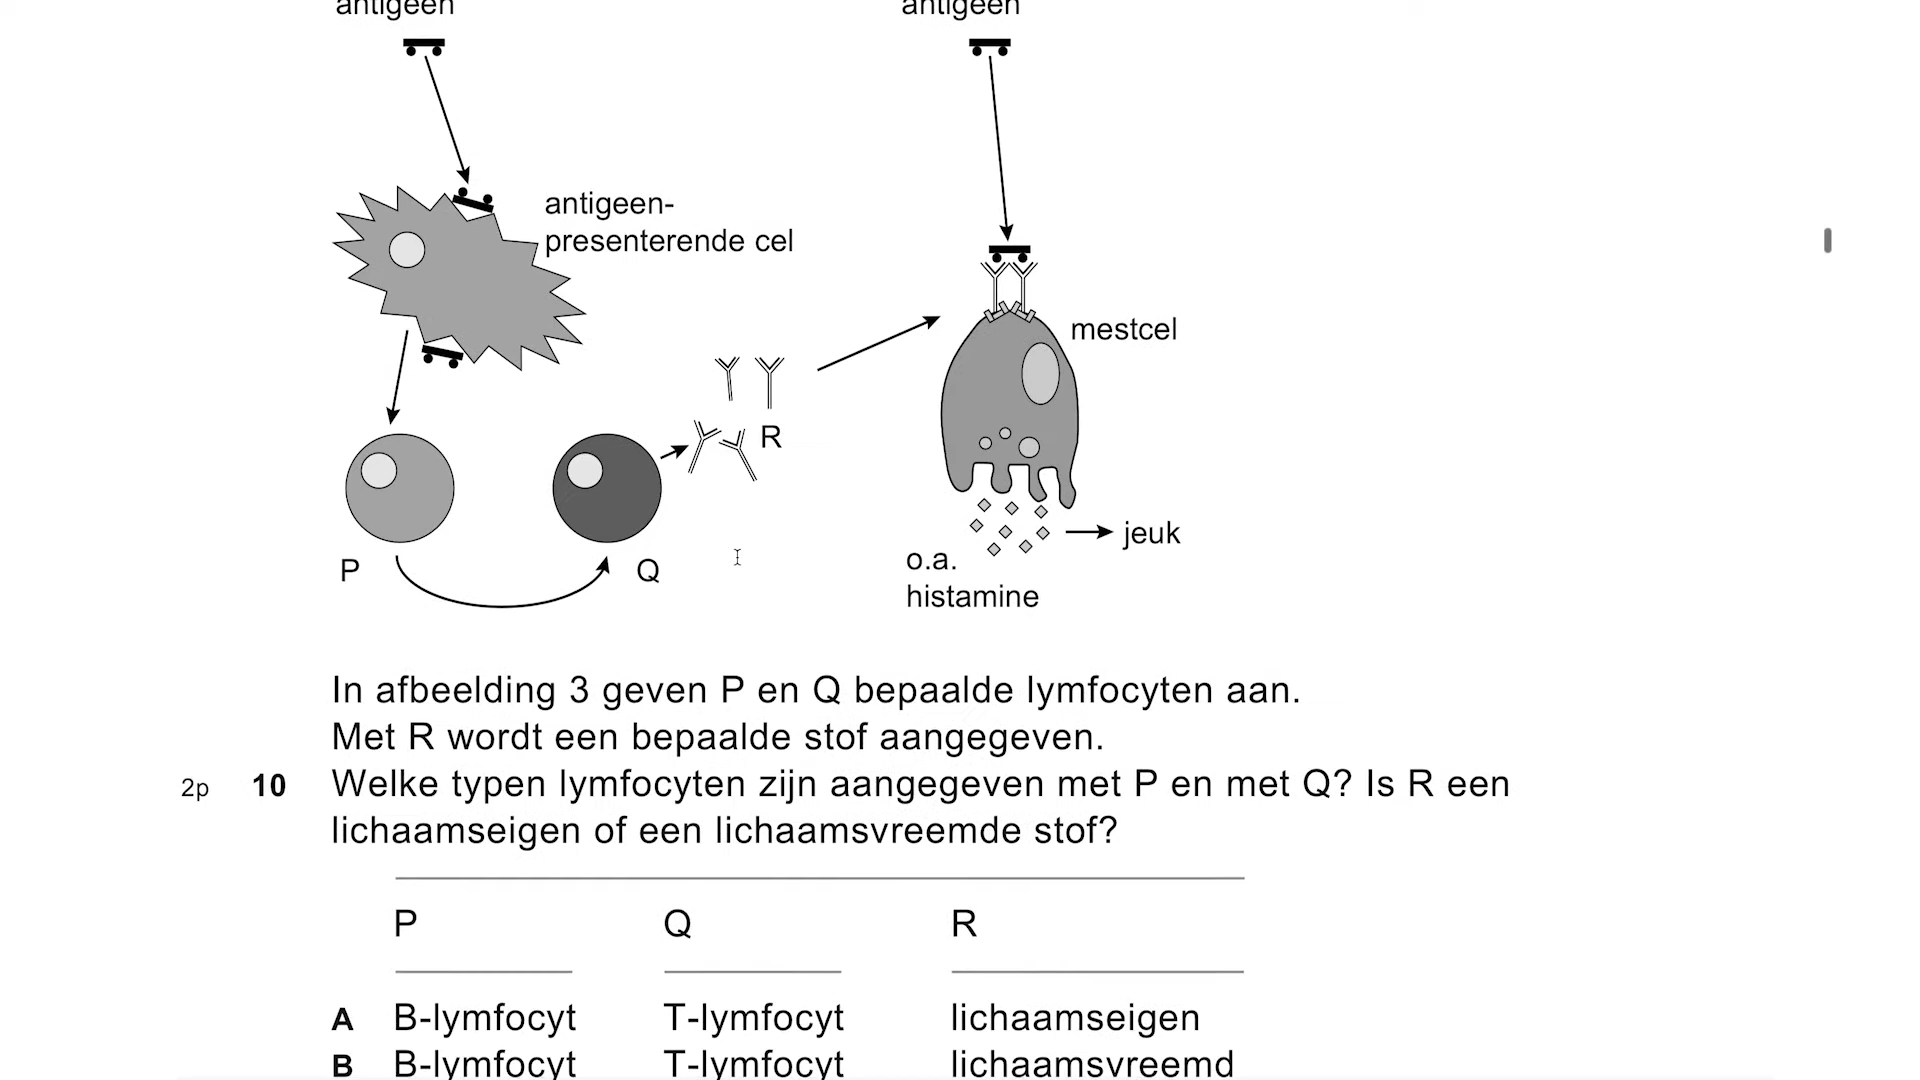 antigeen
antigeen
antigeen-
presenterende cel
mestcel
R
jeuk
P
Q
o.a.
histamine
In afbeelding 3 geven P en Q bepaalde lymfocyten aan.
Met R wordt een bepaalde stof aangegeven.
2p 10 Welke typen lymfocyten zijn aangegeven met P en met Q? Is R een
lichaamseigen of een lichaamsvreemde stof?
P Q R
A B-lymfocyt T-lymfocyt lichaamseigen
B B-lymfocyt T-lymfocyt lichaamsvreemd